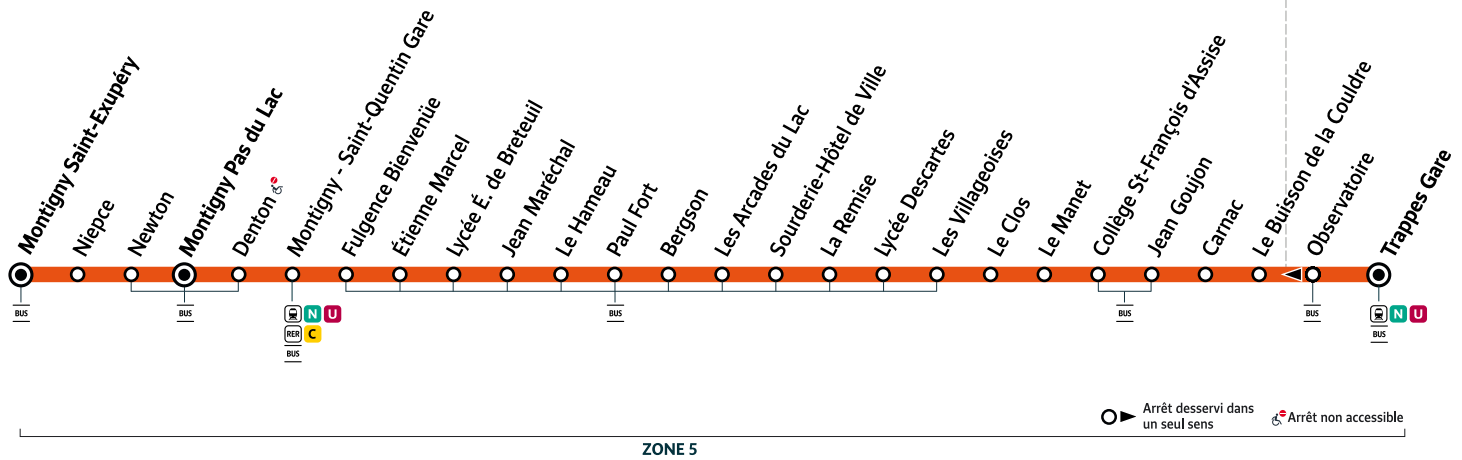 Montigny Saint-Exupéry
Niepce
Newton
Montigny Pas du Lac
Denton
Montigny - Saint-Quentin Gare
Fulgence Bienvenüe
Étienne Marcel
Lycée É. de Breteuil
Jean Maréchal
Le Hameau
Paul Fort
Bergson
Les Arcades du Lac
Sourderie-Hôtel de Ville
La Remise
Lycée Descartes
Les Villageoises
Le Clos
Le Manet
Collège St-François d'Assise
Jean Goujon
Carnac
Le Buisson de la Couldre
Observatoire
Trappes Gare
BUS
BUS
N U
RER C
BUS
BUS
BUS
BUS
N U
BUS
Arrêt desservi dans
un seul sens
Arrêt non accessible
ZONE 5